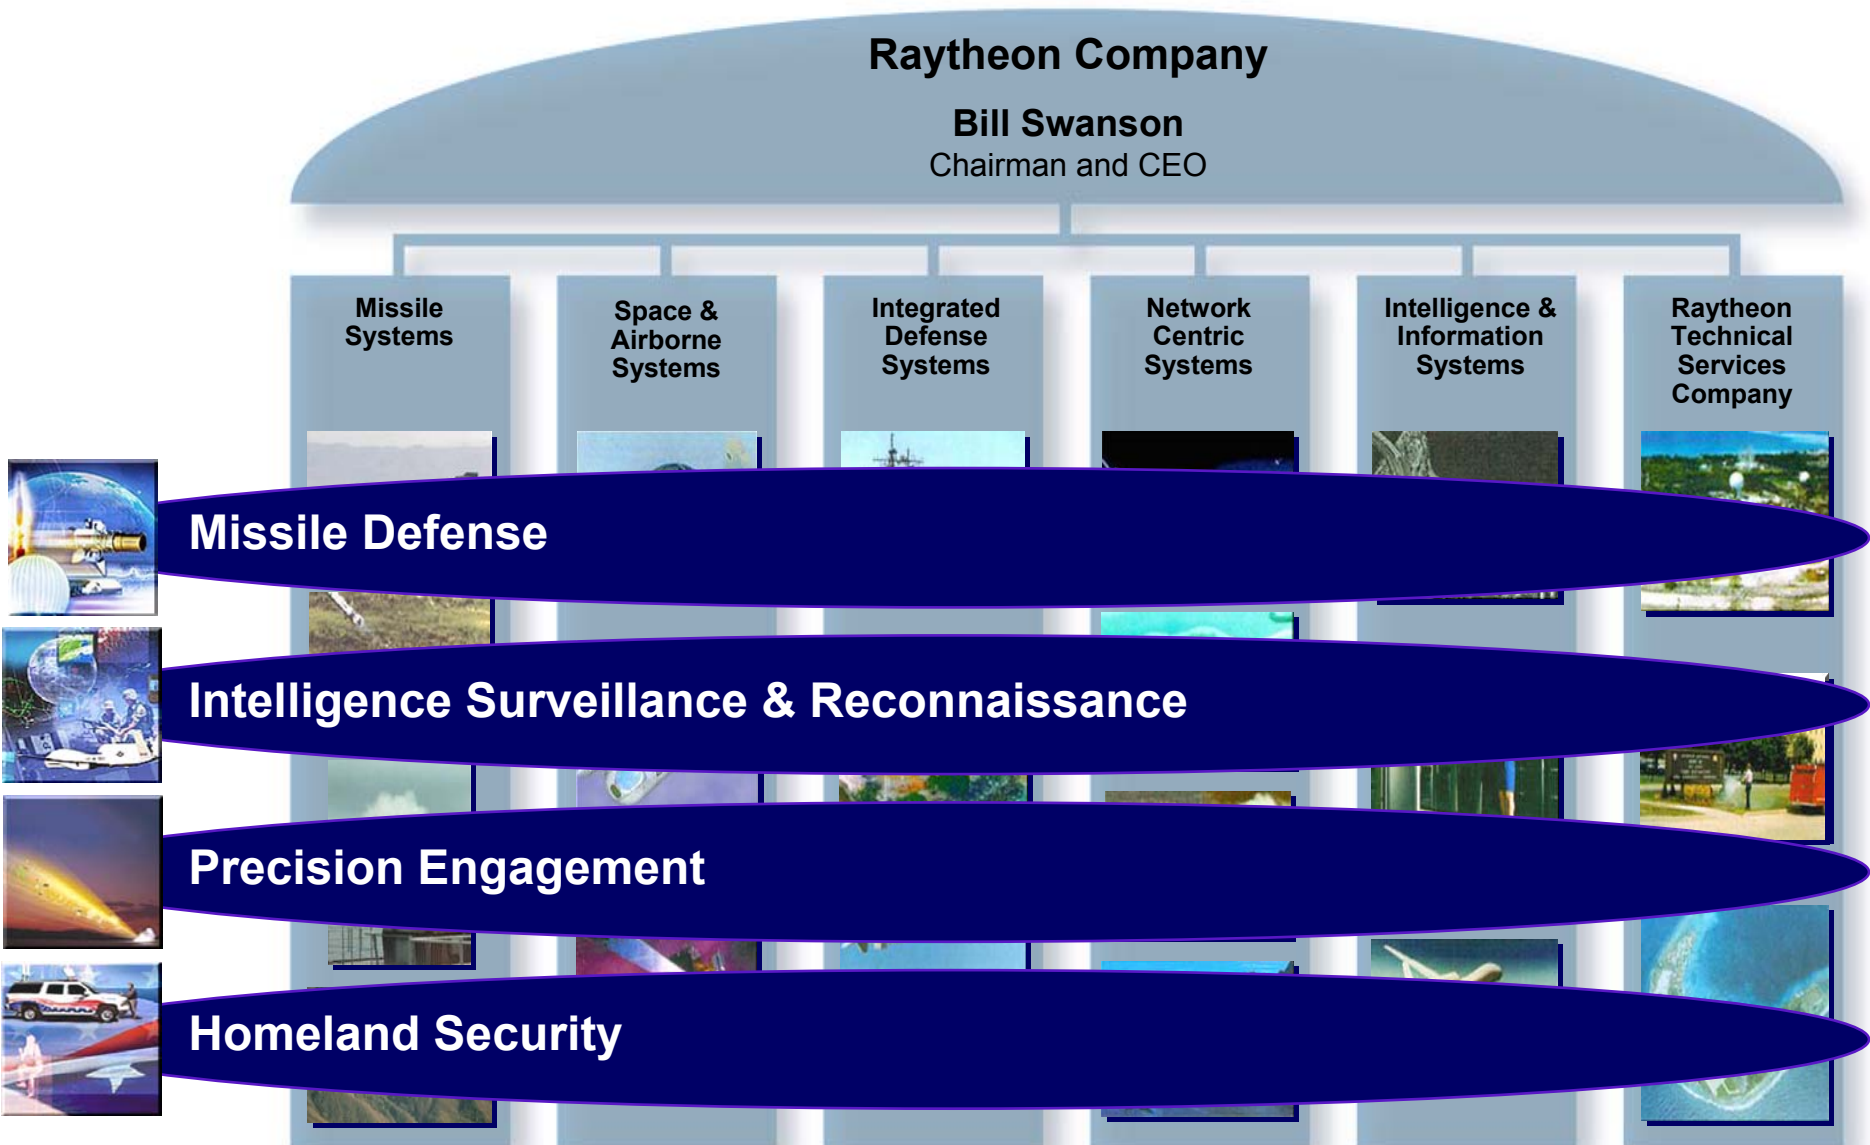 Raytheon Company
Bill Swanson
Chairman and CEO
Missile
Systems
Space &
Airborne
Systems
Integrated
Defense
Systems
Network
Centric
Systems
Intelligence &
Information
Systems
Raytheon
Technical
Services
Company
Missile Defense
Intelligence Surveillance & Reconnaissance
Precision Engagement
Homeland Security